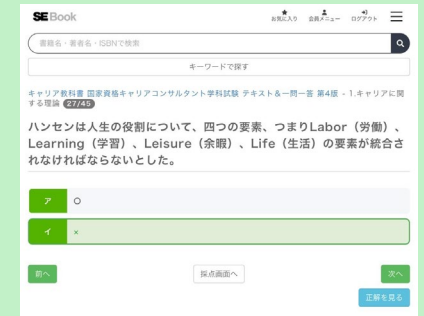 SE Book
お気に入り 会員メニュー ログアウト
書籍名・著者名・ISBNで検索
キーワードで探す
キャリア教科書 国家資格キャリアコンサルタント学科試験 テキスト&一問一答 第4版 - 1.キャリアに関
する理論 27/45
ハンセンは人生の役割について、四つの要素、つまりLabor（労働）、
Learning（学習）、Leisure（余暇）、Life（生活）の要素が統合さ
れなければならないとした。
ア ○
イ ×
前へ 採点画面へ 次へ
正解を見る